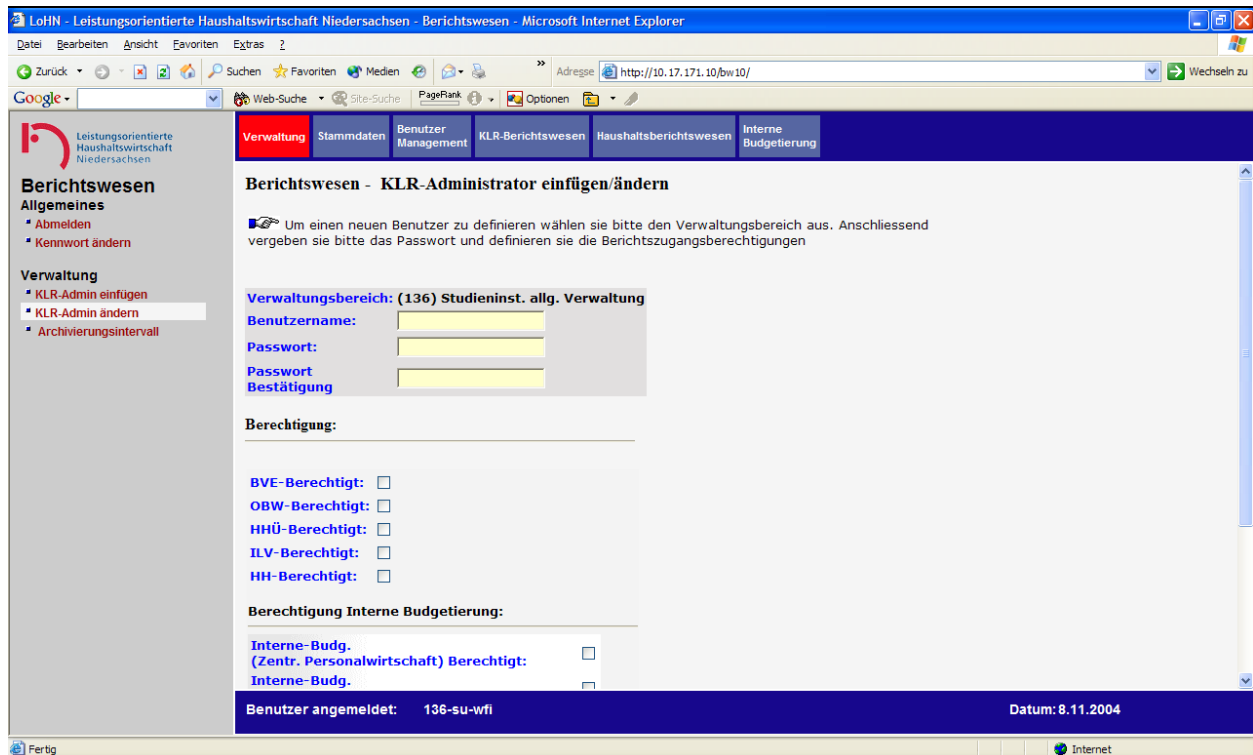 LoHN - Leistungsorientierte Haushaltswirtschaft Niedersachsen - Berichtswesen - Microsoft Internet Explorer
Datei Bearbeiten Ansicht Favoriten Extras ?
Zurück Suchen Favoriten Medien » Adresse http://10.17.171.10/bw10/ Wechseln zu
Google Web-Suche Site-Suche PageRank Optionen
Leistungsorientierte
Haushaltswirtschaft
Niedersachsen
Verwaltung Stammdaten Benutzer Management KLR-Berichtswesen Haushaltsberichtswesen Interne Budgetierung
Berichtswesen
Allgemeines
Abmelden
Kennwort ändern
Verwaltung
KLR-Admin einfügen
KLR-Admin ändern
Archivierungsintervall
Berichtswesen - KLR-Administrator einfügen/ändern
Um einen neuen Benutzer zu definieren wählen sie bitte den Verwaltungsbereich aus. Anschliessend
vergeben sie bitte das Passwort und definieren sie die Berichtszugangsberechtigungen
Verwaltungsbereich: (136) Studieninst. allg. Verwaltung
Benutzername:
Passwort:
Passwort
Bestätigung
Berechtigung:
BVE-Berechtigt:
OBW-Berechtigt:
HHÜ-Berechtigt:
ILV-Berechtigt:
HH-Berechtigt:
Berechtigung Interne Budgetierung:
Interne-Budg.
(Zentr. Personalwirtschaft) Berechtigt:
Interne-Budg.
Benutzer angemeldet: 136-su-wfi Datum: 8.11.2004
Fertig Internet